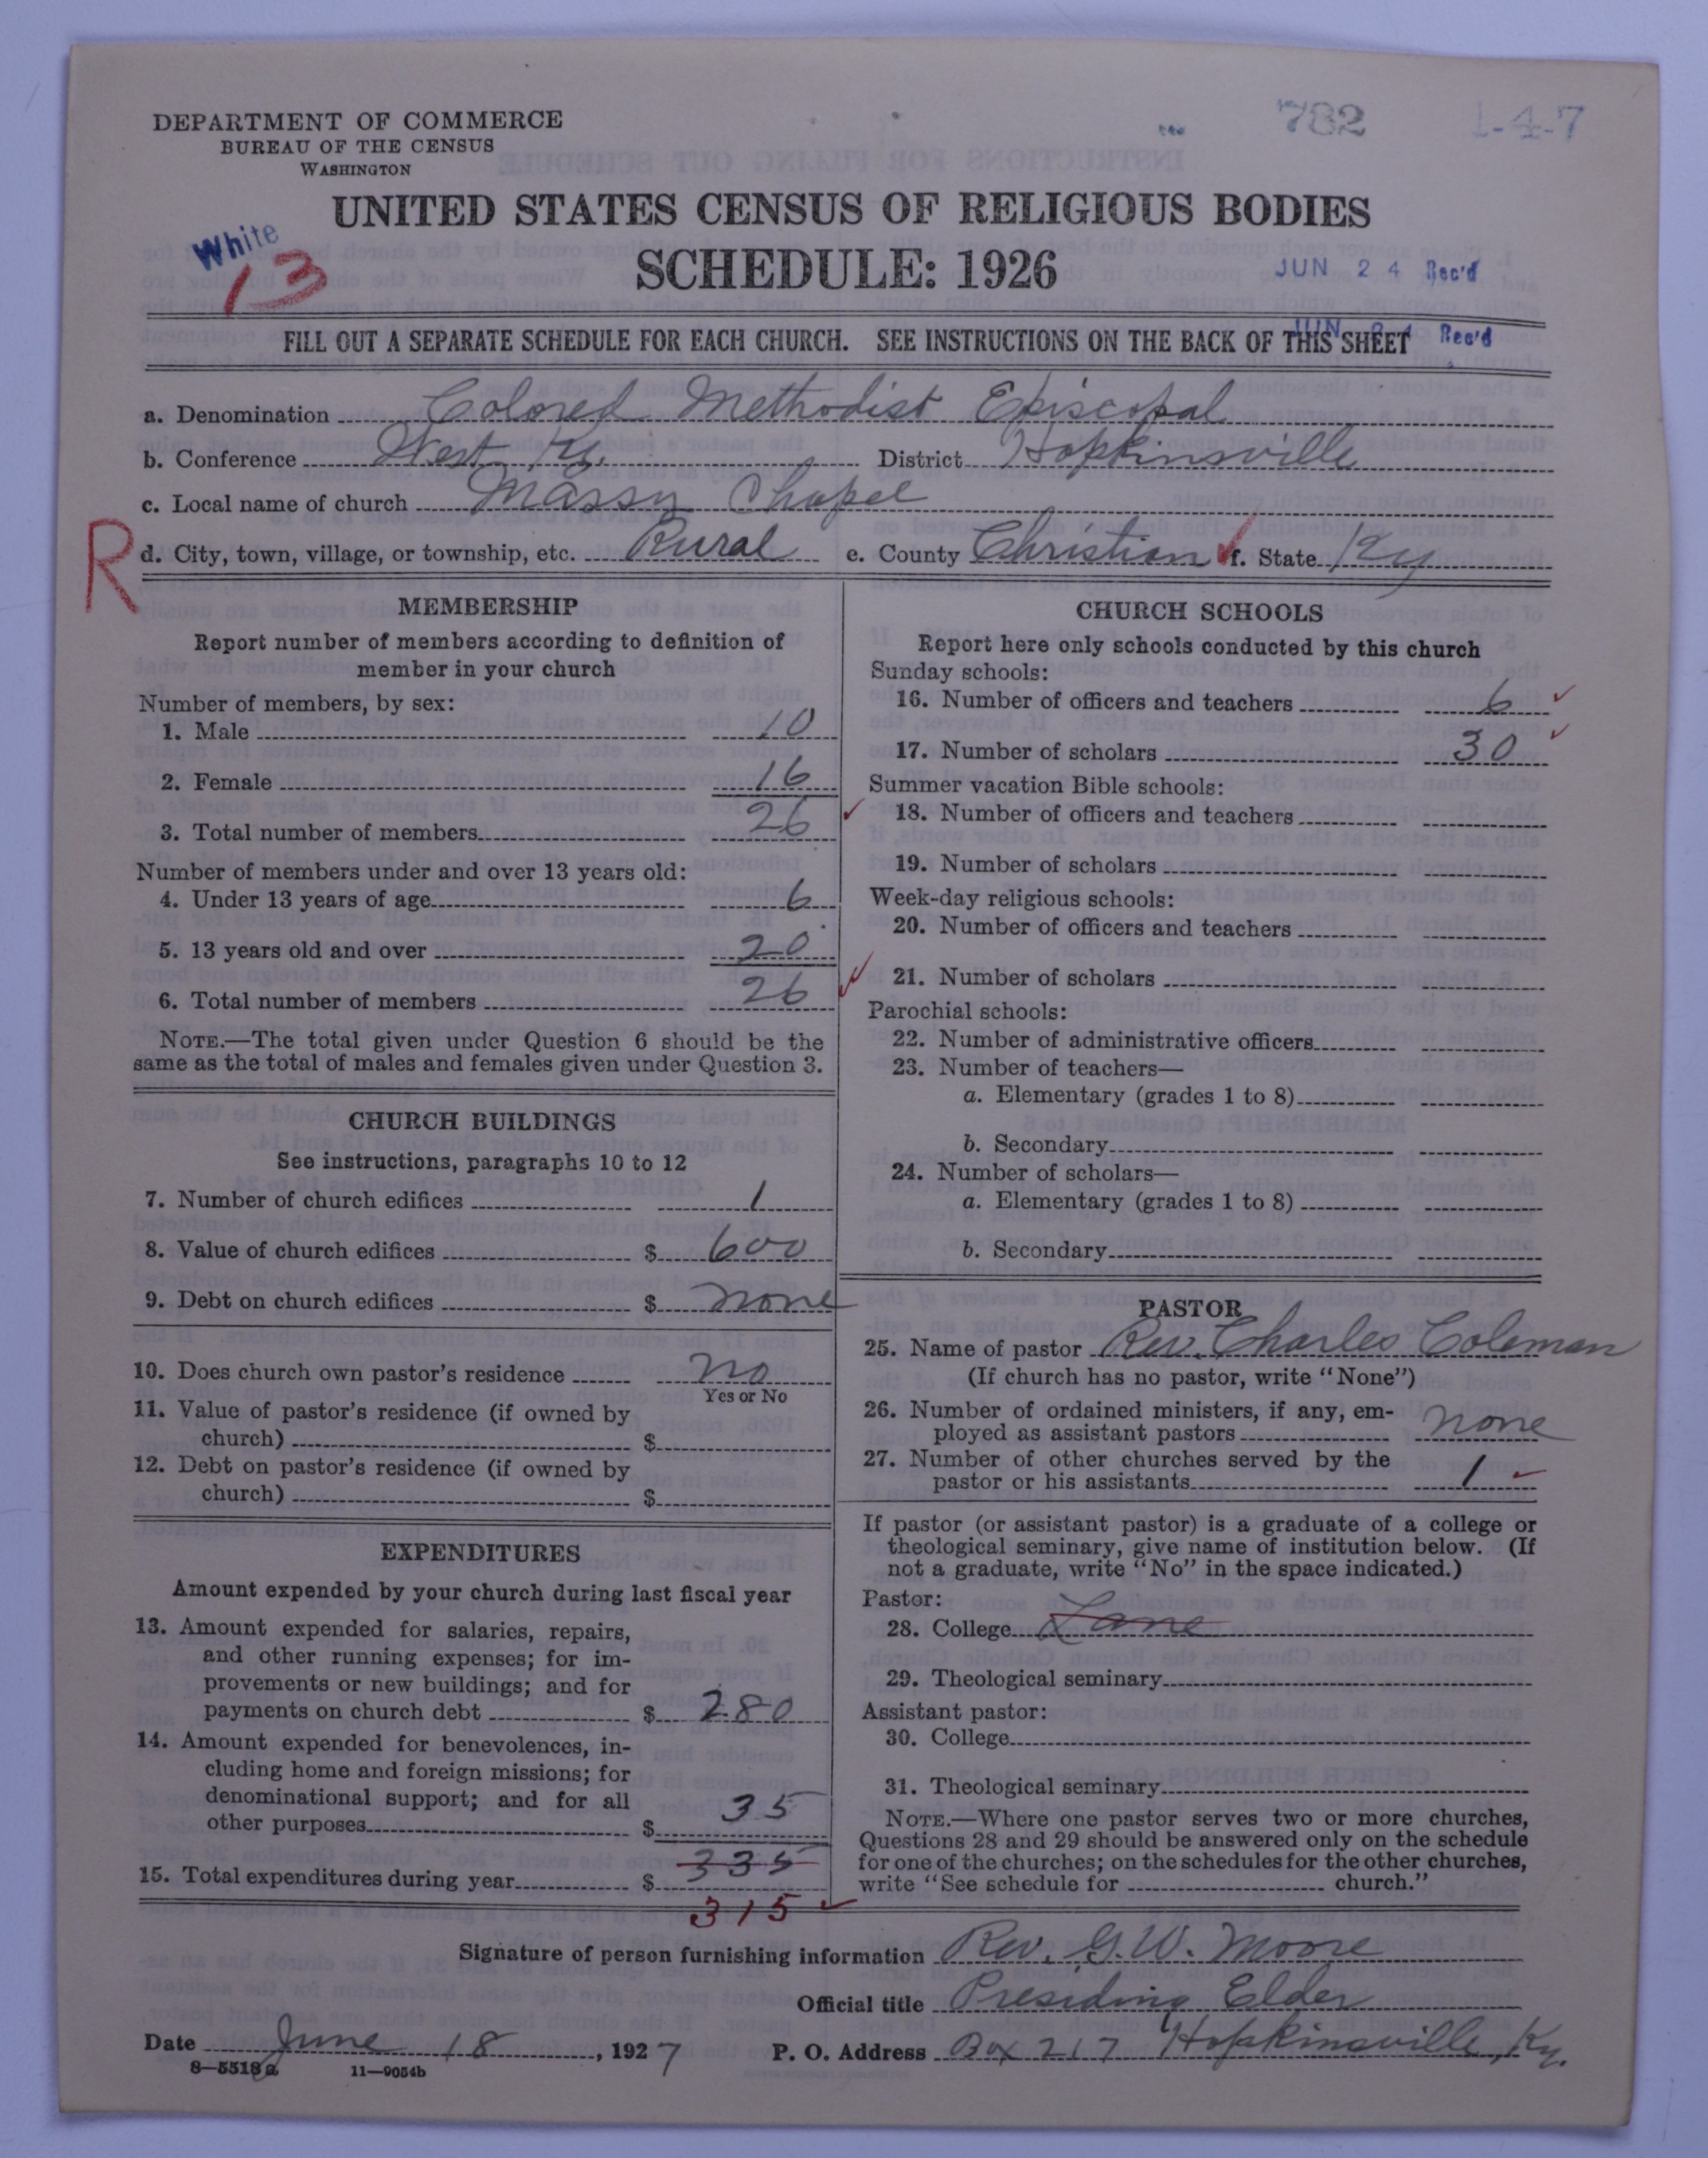 DEPARTMENT OF COMMERCE
BUREAU OF THE CENSUS
WASHINGTON
782
1-4-7
UNITED STATES CENSUS OF RELIGIOUS BODIES
White
13
SCHEDULE: 1926
JUN 24 Rec'd
FILL OUT A SEPARATE SCHEDULE FOR EACH CHURCH. SEE INSTRUCTIONS ON THE BACK OF THIS SHEET
JUN 24 Rec'd
a. Denomination Colored Methodist Episcopal
b. Conference West Ky. District Hopkinsville
c. Local name of church Massy Chapel
R
d. City, town, village, or township, etc. Rural e. County Christian f. State Ky
MEMBERSHIP
Report number of members according to definition of
member in your church
Number of members, by sex:
1. Male 10
2. Female 16
3. Total number of members 26
Number of members under and over 13 years old:
4. Under 13 years of age 6
5. 13 years old and over 20
6. Total number of members 26
NOTE.—The total given under Question 6 should be the
same as the total of males and females given under Question 3.
CHURCH BUILDINGS
See instructions, paragraphs 10 to 12
7. Number of church edifices 1
8. Value of church edifices $ 600
9. Debt on church edifices $ none
10. Does church own pastor's residence no
Yes or No
11. Value of pastor's residence (if owned by
church) $
12. Debt on pastor's residence (if owned by
church) $
EXPENDITURES
Amount expended by your church during last fiscal year
13. Amount expended for salaries, repairs,
and other running expenses; for im-
provements or new buildings; and for
payments on church debt $ 280
14. Amount expended for benevolences, in-
cluding home and foreign missions; for
denominational support; and for all
other purposes $ 35
15. Total expenditures during year $ 335
315
CHURCH SCHOOLS
Report here only schools conducted by this church
Sunday schools:
16. Number of officers and teachers 6
17. Number of scholars 30
Summer vacation Bible schools:
18. Number of officers and teachers
19. Number of scholars
Week-day religious schools:
20. Number of officers and teachers
21. Number of scholars
Parochial schools:
22. Number of administrative officers
23. Number of teachers—
a. Elementary (grades 1 to 8)
b. Secondary
24. Number of scholars—
a. Elementary (grades 1 to 8)
b. Secondary
PASTOR
25. Name of pastor Rev. Charles Coleman
(If church has no pastor, write "None")
26. Number of ordained ministers, if any, em-
ployed as assistant pastors none
27. Number of other churches served by the
pastor or his assistants 1
If pastor (or assistant pastor) is a graduate of a college or
theological seminary, give name of institution below. (If
not a graduate, write "No" in the space indicated.)
Pastor:
28. College Lane
29. Theological seminary
Assistant pastor:
30. College
31. Theological seminary
NOTE.—Where one pastor serves two or more churches,
Questions 28 and 29 should be answered only on the schedule
for one of the churches; on the schedules for the other churches,
write "See schedule for church."
Signature of person furnishing information Rev. G.W. Moore
Official title Presiding Elder
Date June 18, 1927 P. O. Address Box 217 Hopkinsville, Ky.
8—5518a 11—9054b